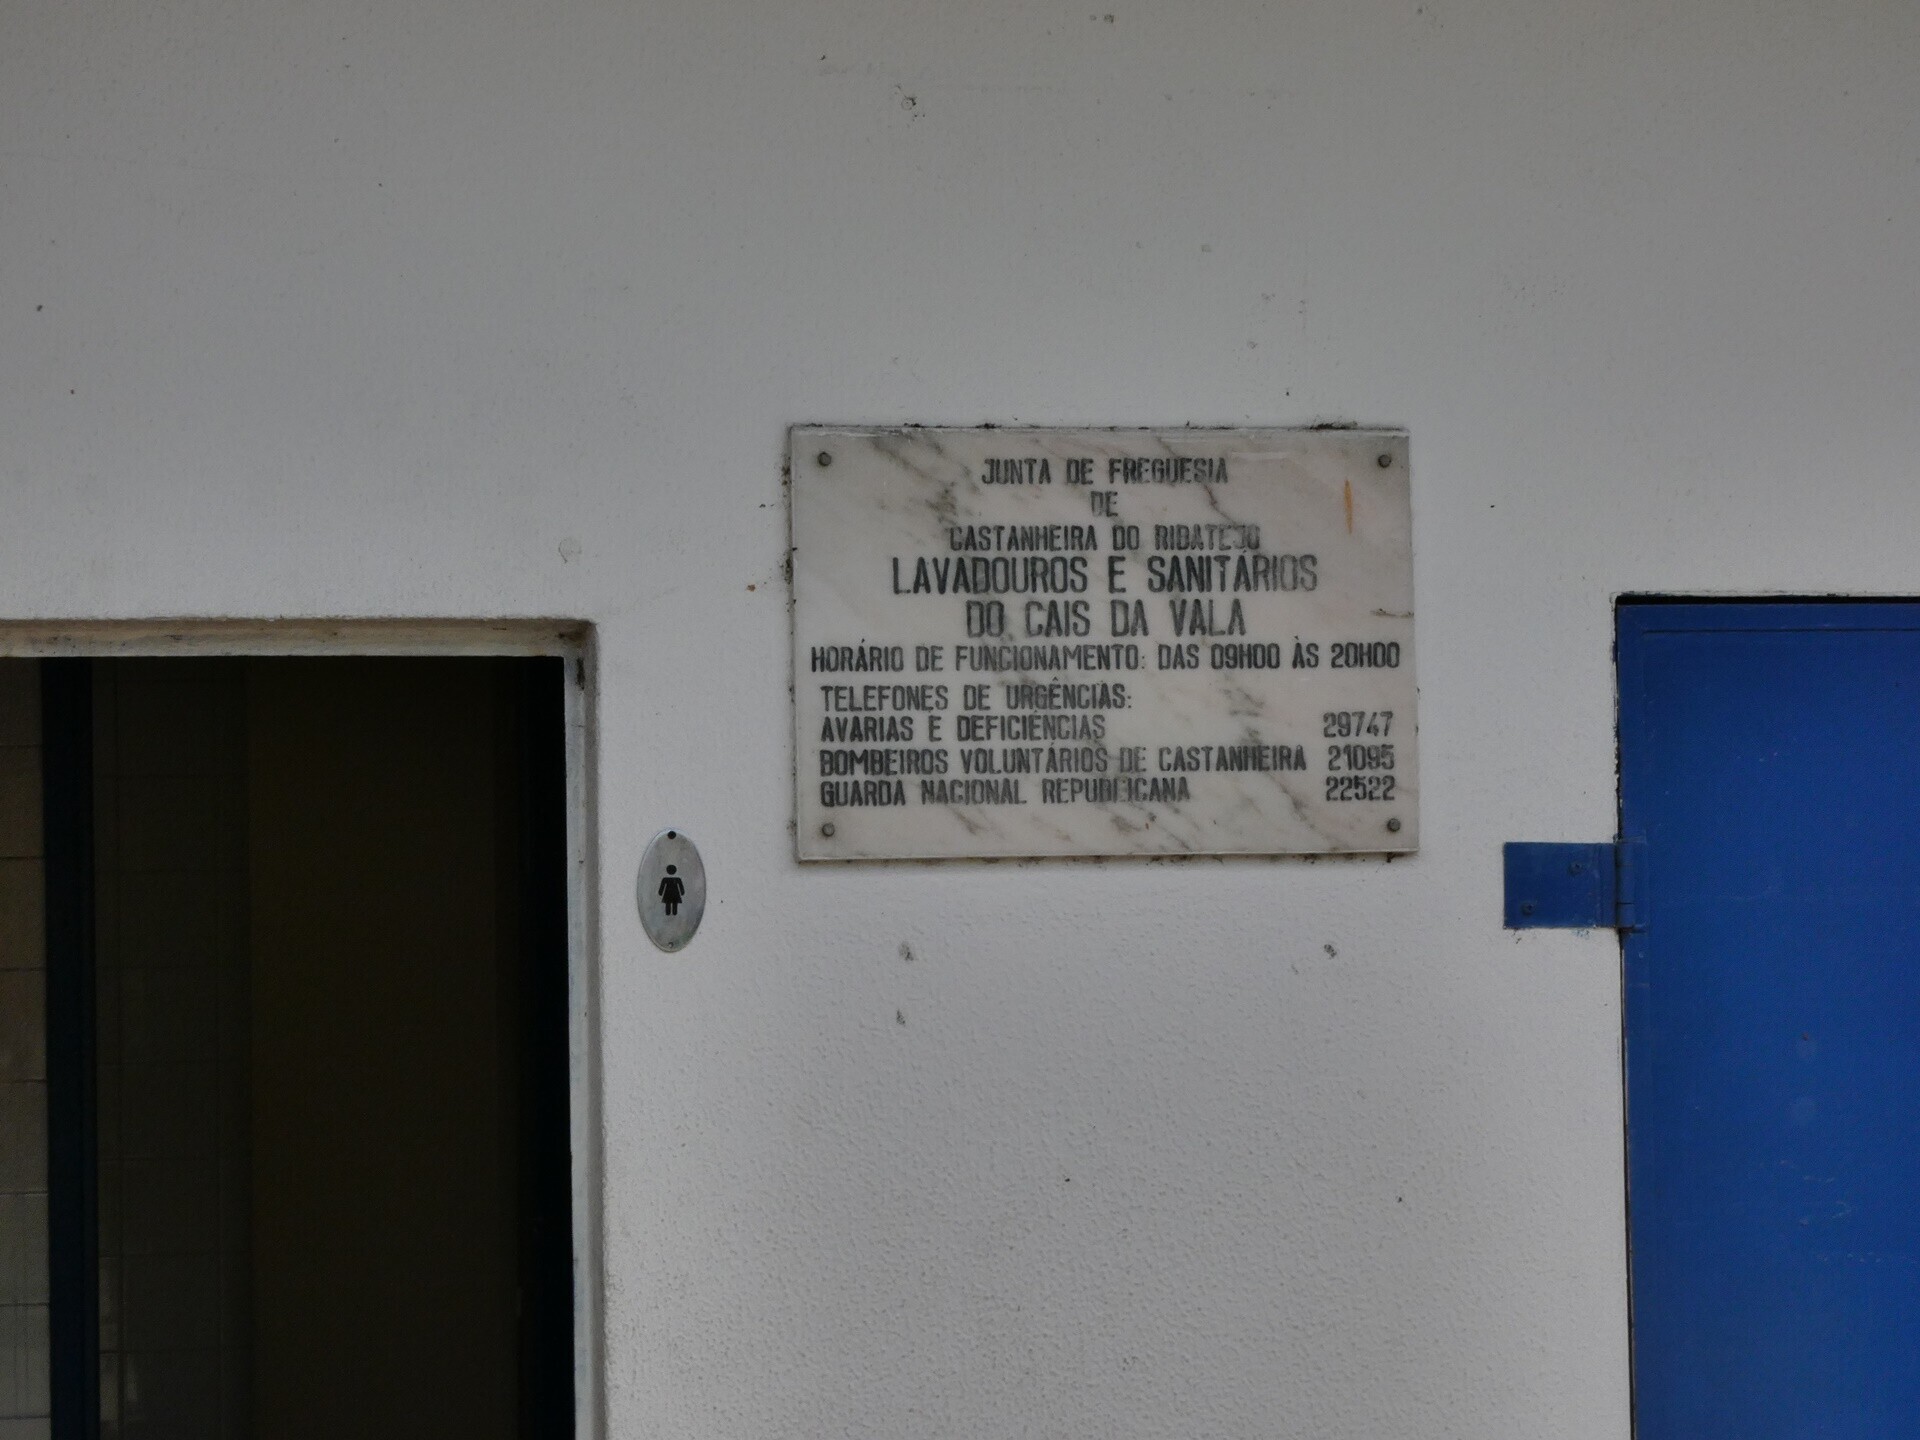 JUNTA DE FREGUESIA
DE
CASTANHEIRA DO RIBATEJO
LAVADOUROS E SANITÁRIOS
DO CAIS DA VALA
HORÁRIO DE FUNCIONAMENTO: DAS 09H00 ÀS 20H00
TELEFONES DE URGÊNCIAS:
AVARIAS E DEFICIÊNCIAS 29747
BOMBEIROS VOLUNTÁRIOS DE CASTANHEIRA 21095
GUARDA NACIONAL REPUBLICANA 22522